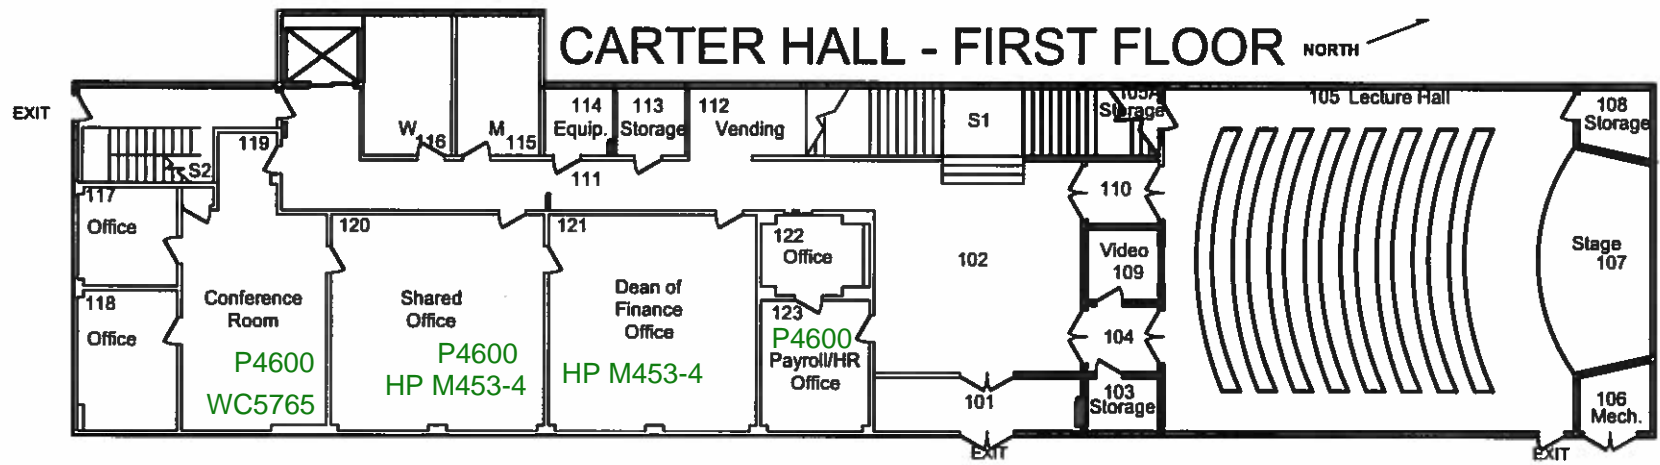 CARTER HALL - FIRST FLOOR
NORTH
EXIT
105A
Storage
105 Lecture Hall
108
Storage
114
Equip.
113
Storage
112
Vending
S1
W
116
M
115
119
S2
111
110
117
Office
120
121
122
Office
102
Video
109
Stage
107
118
Office
Conference
Room
Shared
Office
Dean of
Finance
Office
123
P4600
Payroll/HR
Office
104
P4600
WC5765
P4600
HP M453-4
HP M453-4
101
103
Storage
106
Mech.
EXIT
EXIT